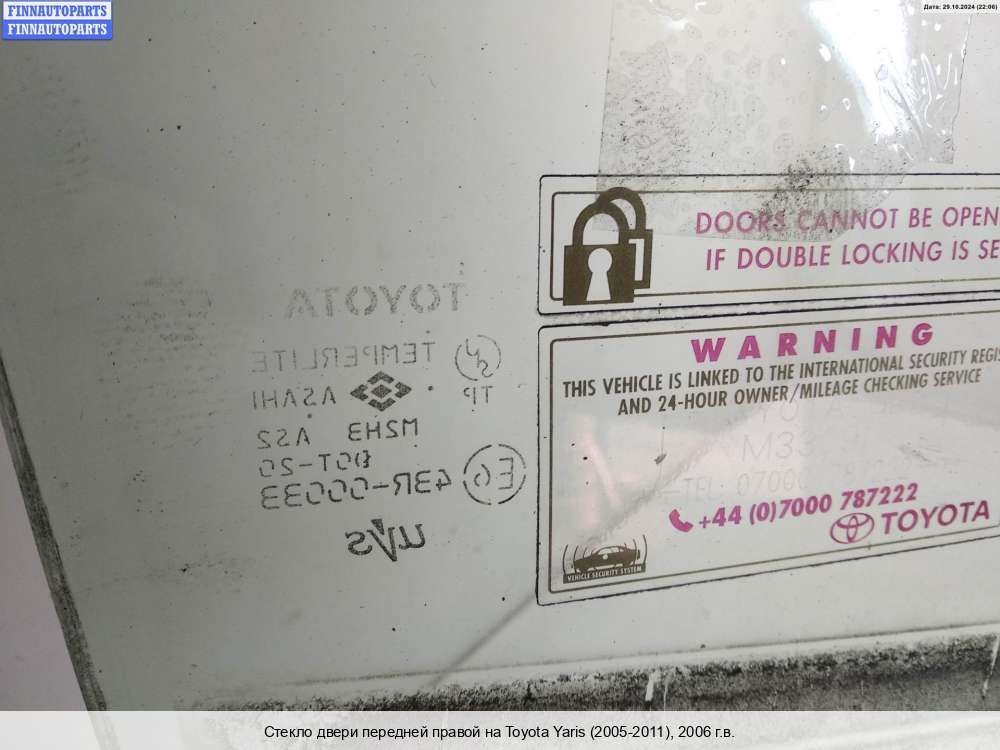 FINNAUTOPARTS
FINNAUTOPARTS
Дата: 29.10.2024 (22:06)
DOORS CANNOT BE OPEN
IF DOUBLE LOCKING IS SE
TOYOTA
TEMPERLITE
TP ASAHI
M2H3 AS2
DOT-20
E6 43R-00033
uvs
WARNING
THIS VEHICLE IS LINKED TO THE INTERNATIONAL SECURITY REGIS
AND 24-HOUR OWNER/MILEAGE CHECKING SERVICE
+44 (0)7000 787222
TOYOTA
VEHICLE SECURITY SYSTEM
Стекло двери передней правой на Toyota Yaris (2005-2011), 2006 г.в.